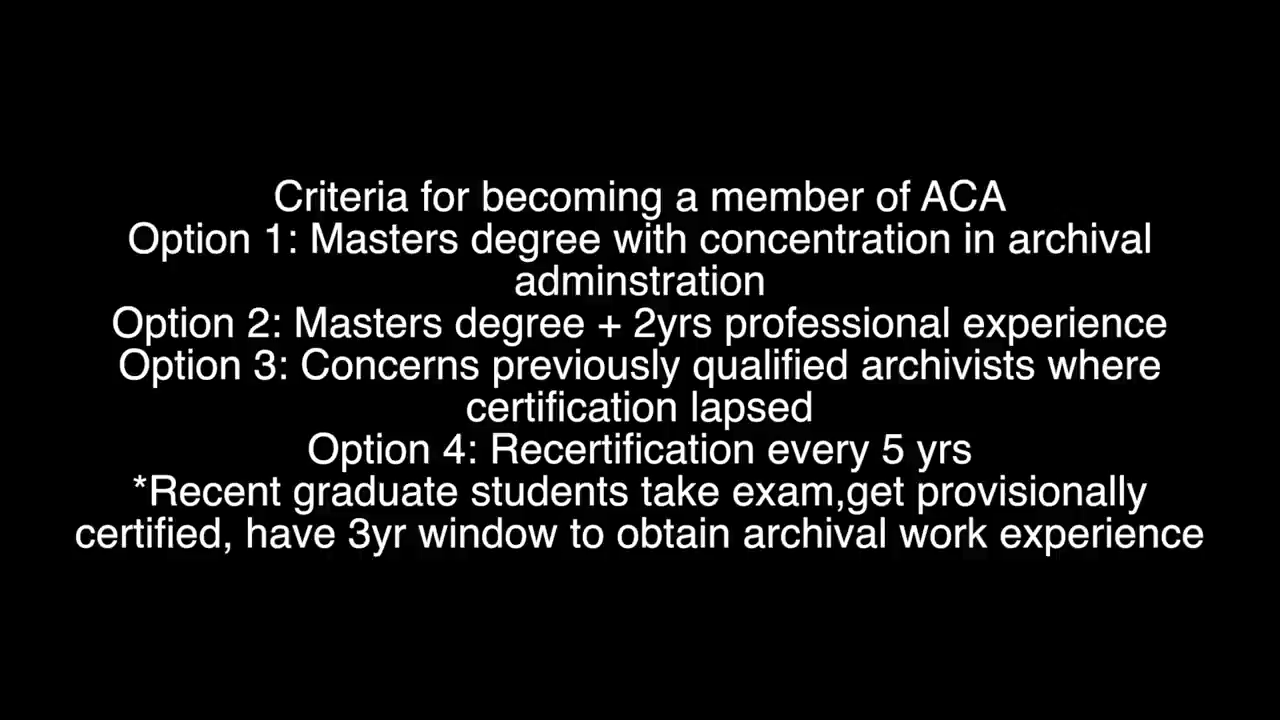 Criteria for becoming a member of ACA
Option 1: Masters degree with concentration in archival
adminstration
Option 2: Masters degree + 2yrs professional experience
Option 3: Concerns previously qualified archivists where
certification lapsed
Option 4: Recertification every 5 yrs
*Recent graduate students take exam,get provisionally
certified, have 3yr window to obtain archival work experience